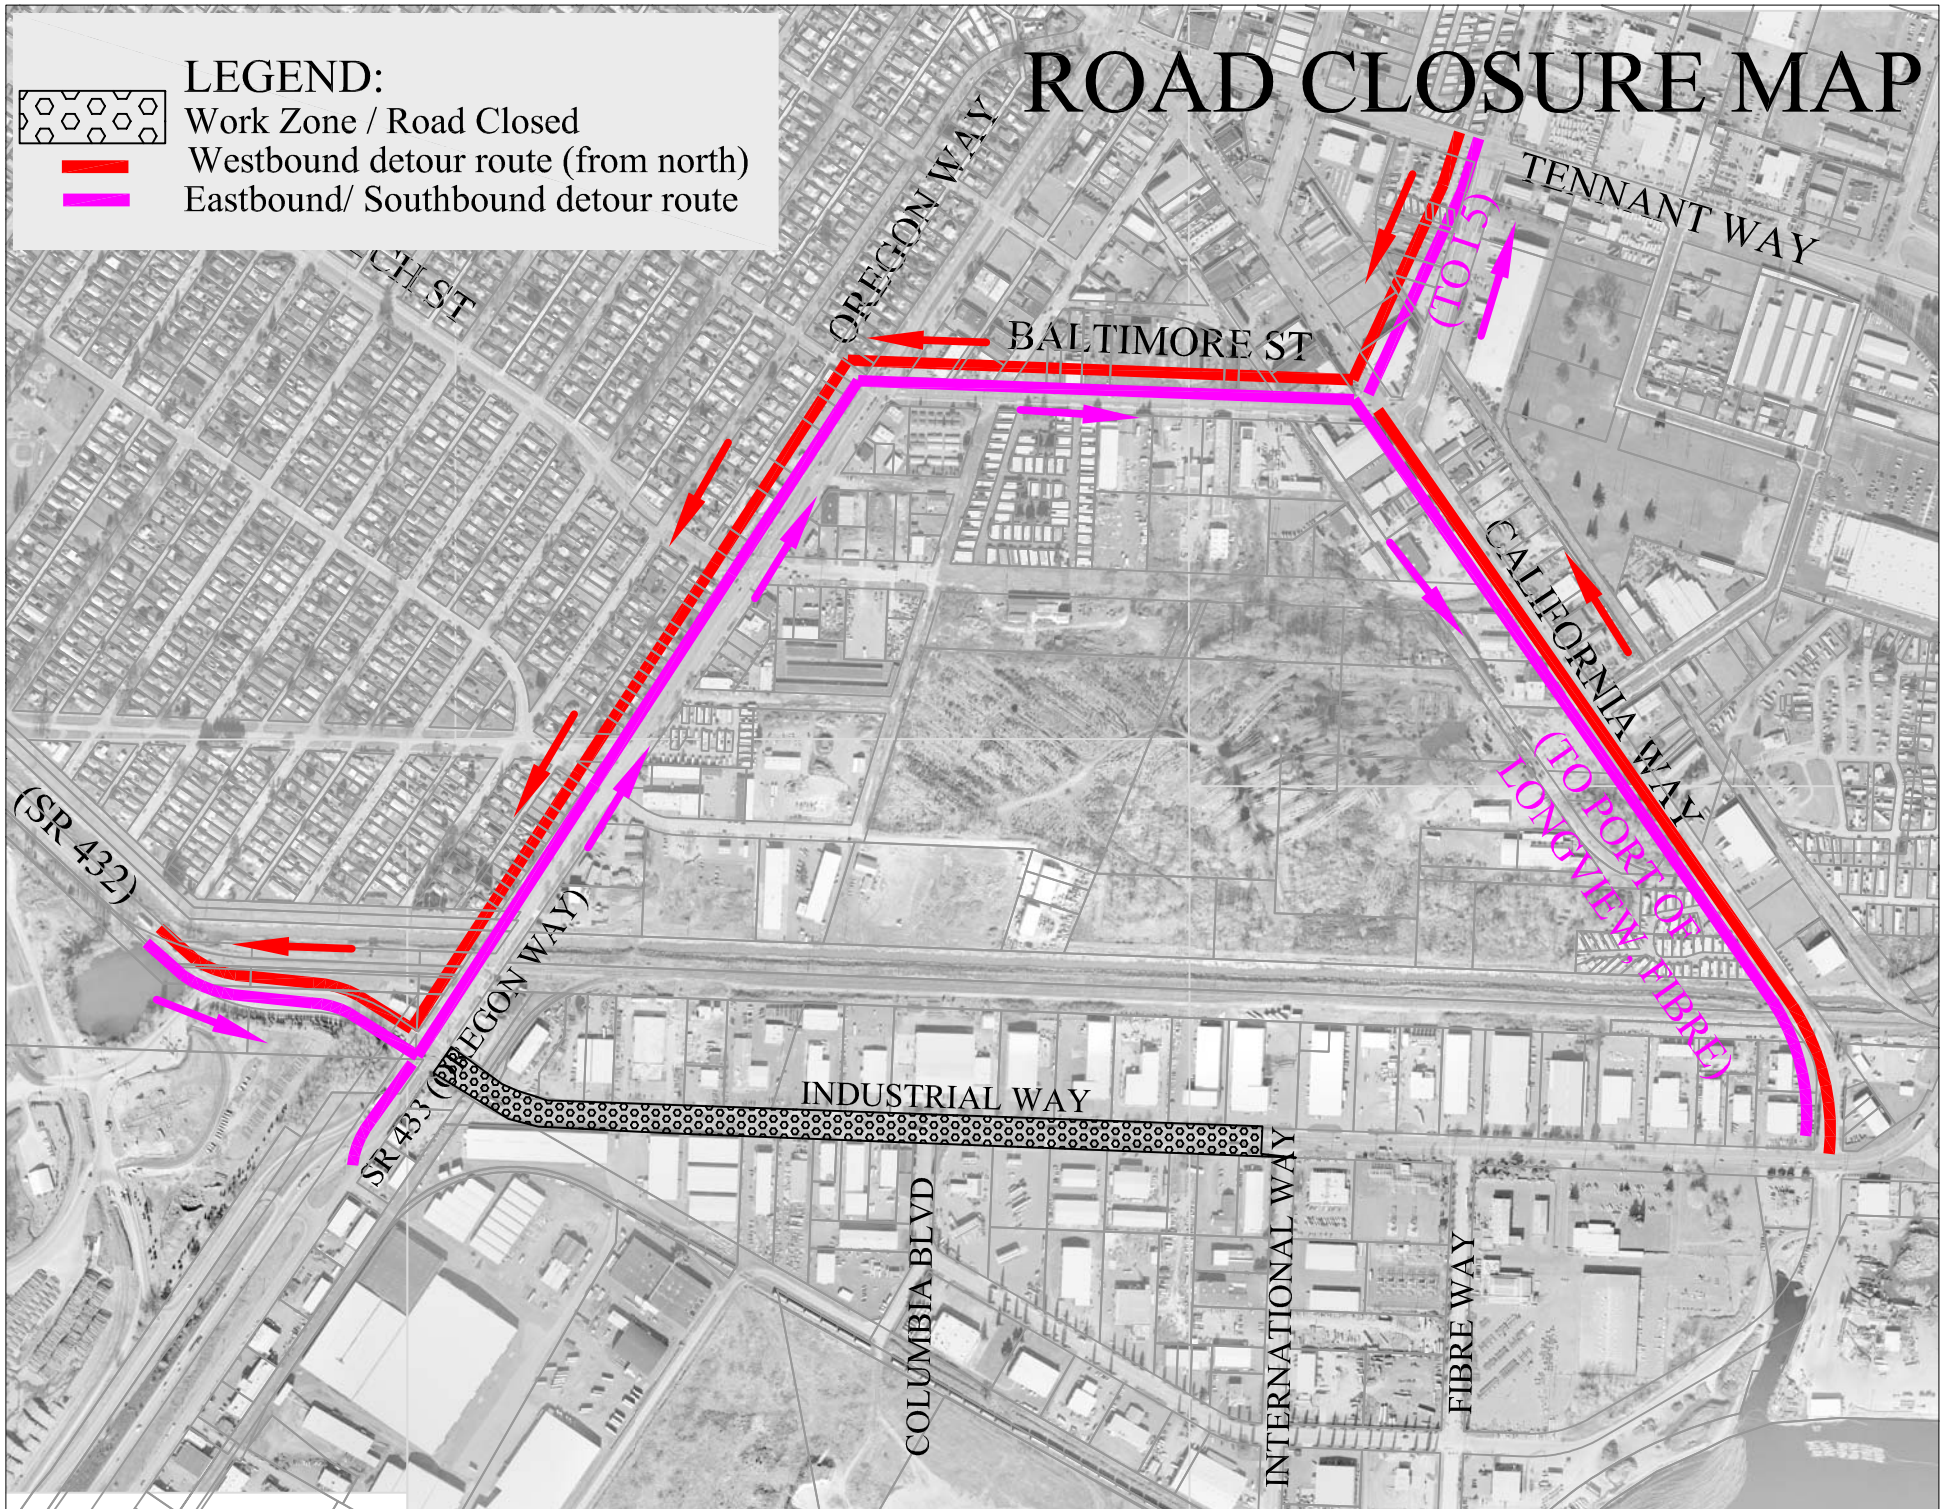 ROAD CLOSURE MAP
LEGEND:
Work Zone / Road Closed
Westbound detour route (from north)
Eastbound/ Southbound detour route
CH ST
OREGON WAY
TENNANT WAY
(TO I 5)
BALTIMORE ST
CALIFORNIA WAY
(TO PORT OF
LONGVIEW, FIBRE)
(SR 432)
SR 433 (OREGON WAY)
INDUSTRIAL WAY
COLUMBIA BLVD
INTERNATIONAL WAY
FIBRE WAY